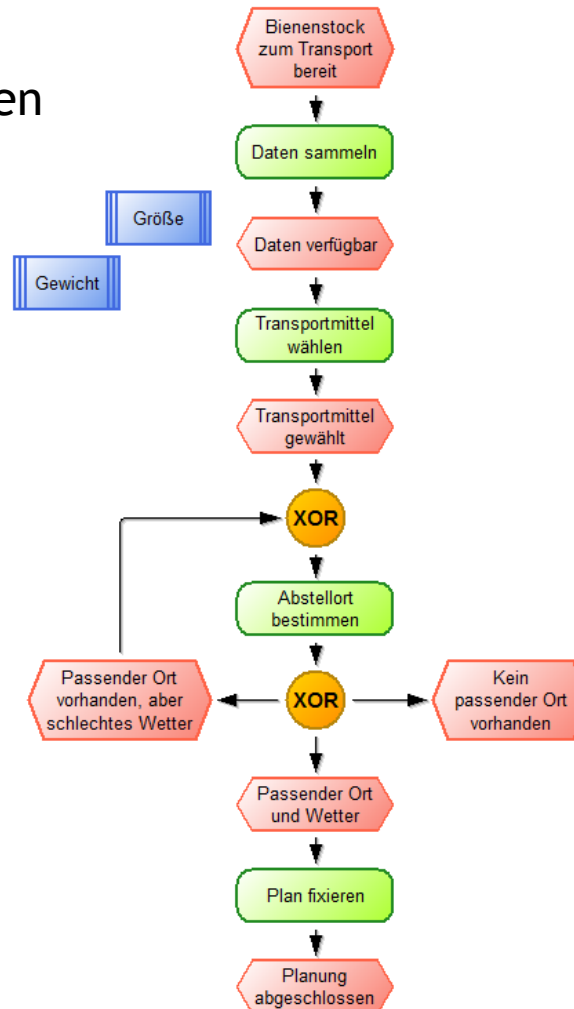 Bienenstock
zum Transport
bereit
en
Daten sammeln
Größe
Daten verfügbar
Gewicht
Transportmittel
wählen
Transportmittel
gewählt
XOR
Abstellort
bestimmen
Passender Ort
vorhanden, aber
schlechtes Wetter
XOR
Kein
passender Ort
vorhanden
Passender Ort
und Wetter
Plan fixieren
Planung
abgeschlossen